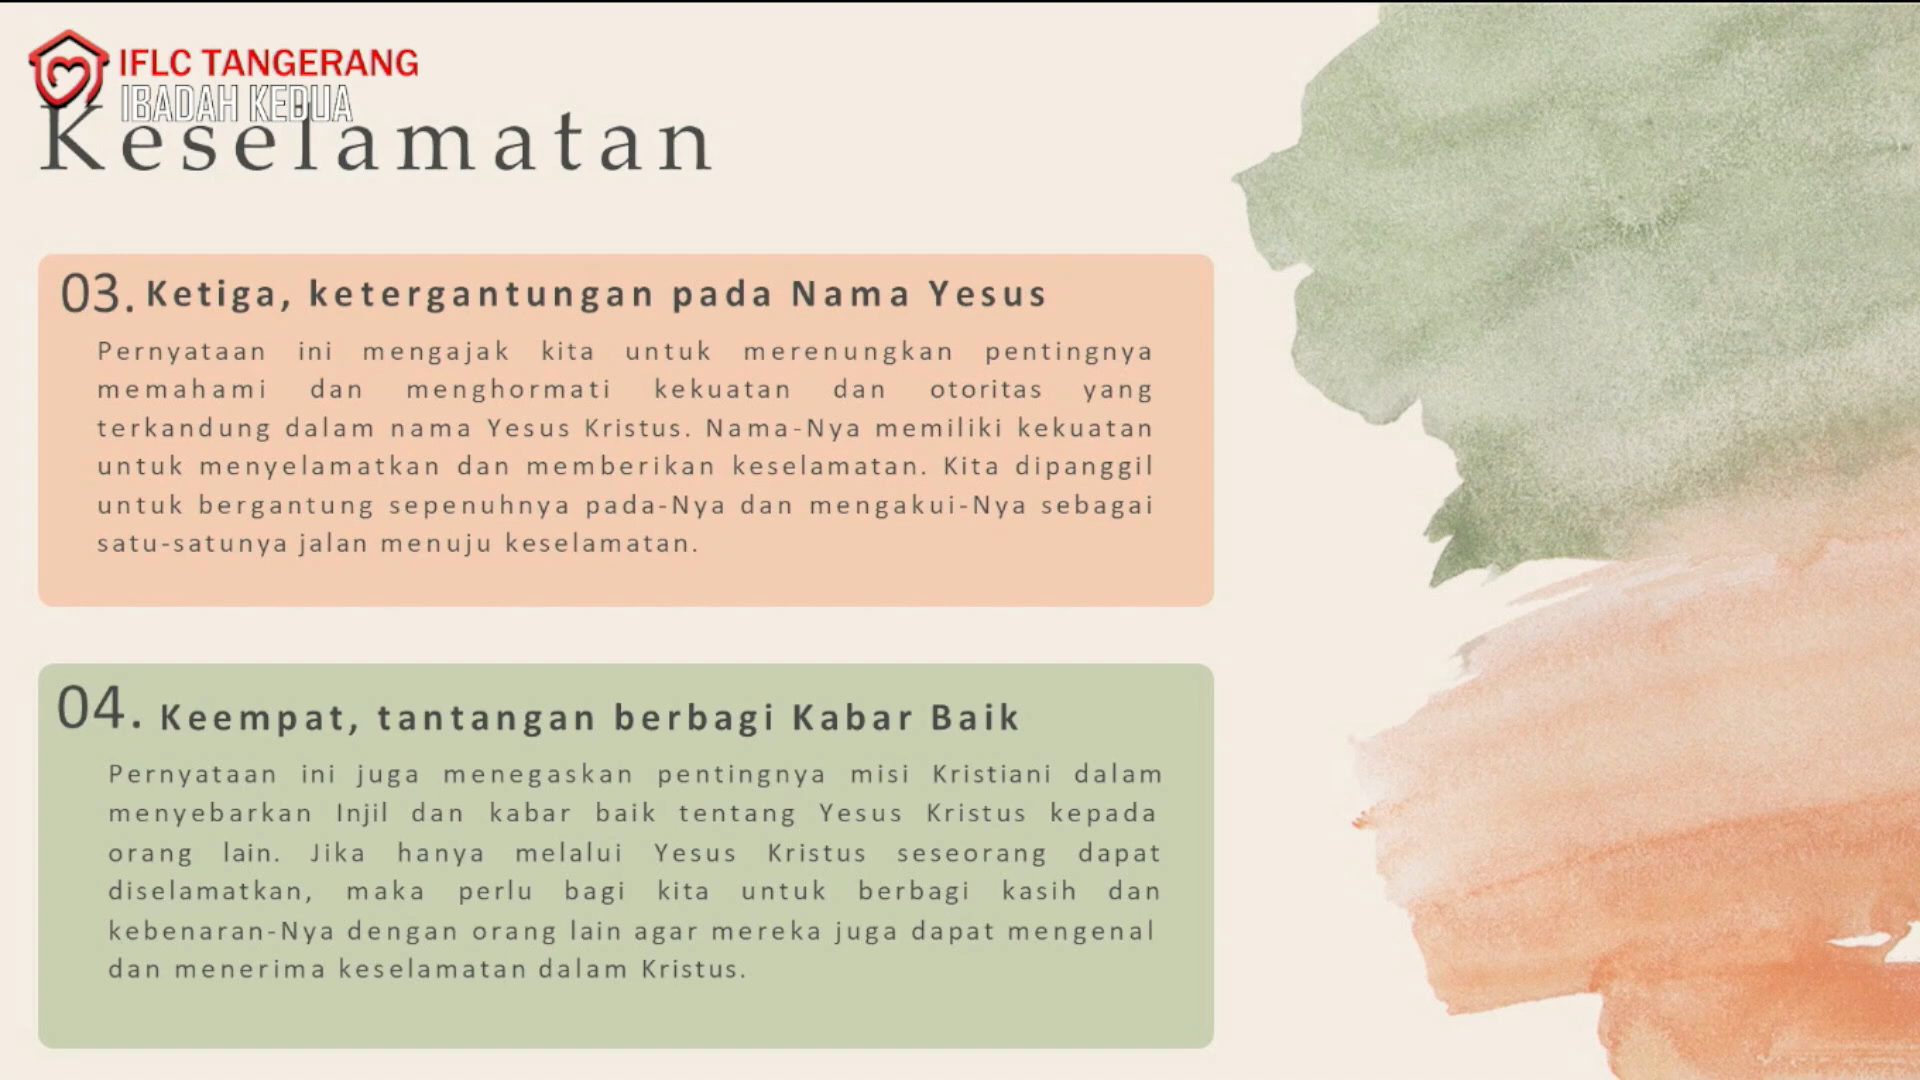 IFLC TANGERANG
IBADAH KEDUA
Keselamatan
03. Ketiga, ketergantungan pada Nama Yesus
Pernyataan ini mengajak kita untuk merenungkan pentingnya
memahami dan menghormati kekuatan dan otoritas yang
terkandung dalam nama Yesus Kristus. Nama-Nya memiliki kekuatan
untuk menyelamatkan dan memberikan keselamatan. Kita dipanggil
untuk bergantung sepenuhnya pada-Nya dan mengakui-Nya sebagai
satu-satunya jalan menuju keselamatan.
04. Keempat, tantangan berbagi Kabar Baik
Pernyataan ini juga menegaskan pentingnya misi Kristiani dalam
menyebarkan Injil dan kabar baik tentang Yesus Kristus kepada
orang lain. Jika hanya melalui Yesus Kristus seseorang dapat
diselamatkan, maka perlu bagi kita untuk berbagi kasih dan
kebenaran-Nya dengan orang lain agar mereka juga dapat mengenal
dan menerima keselamatan dalam Kristus.